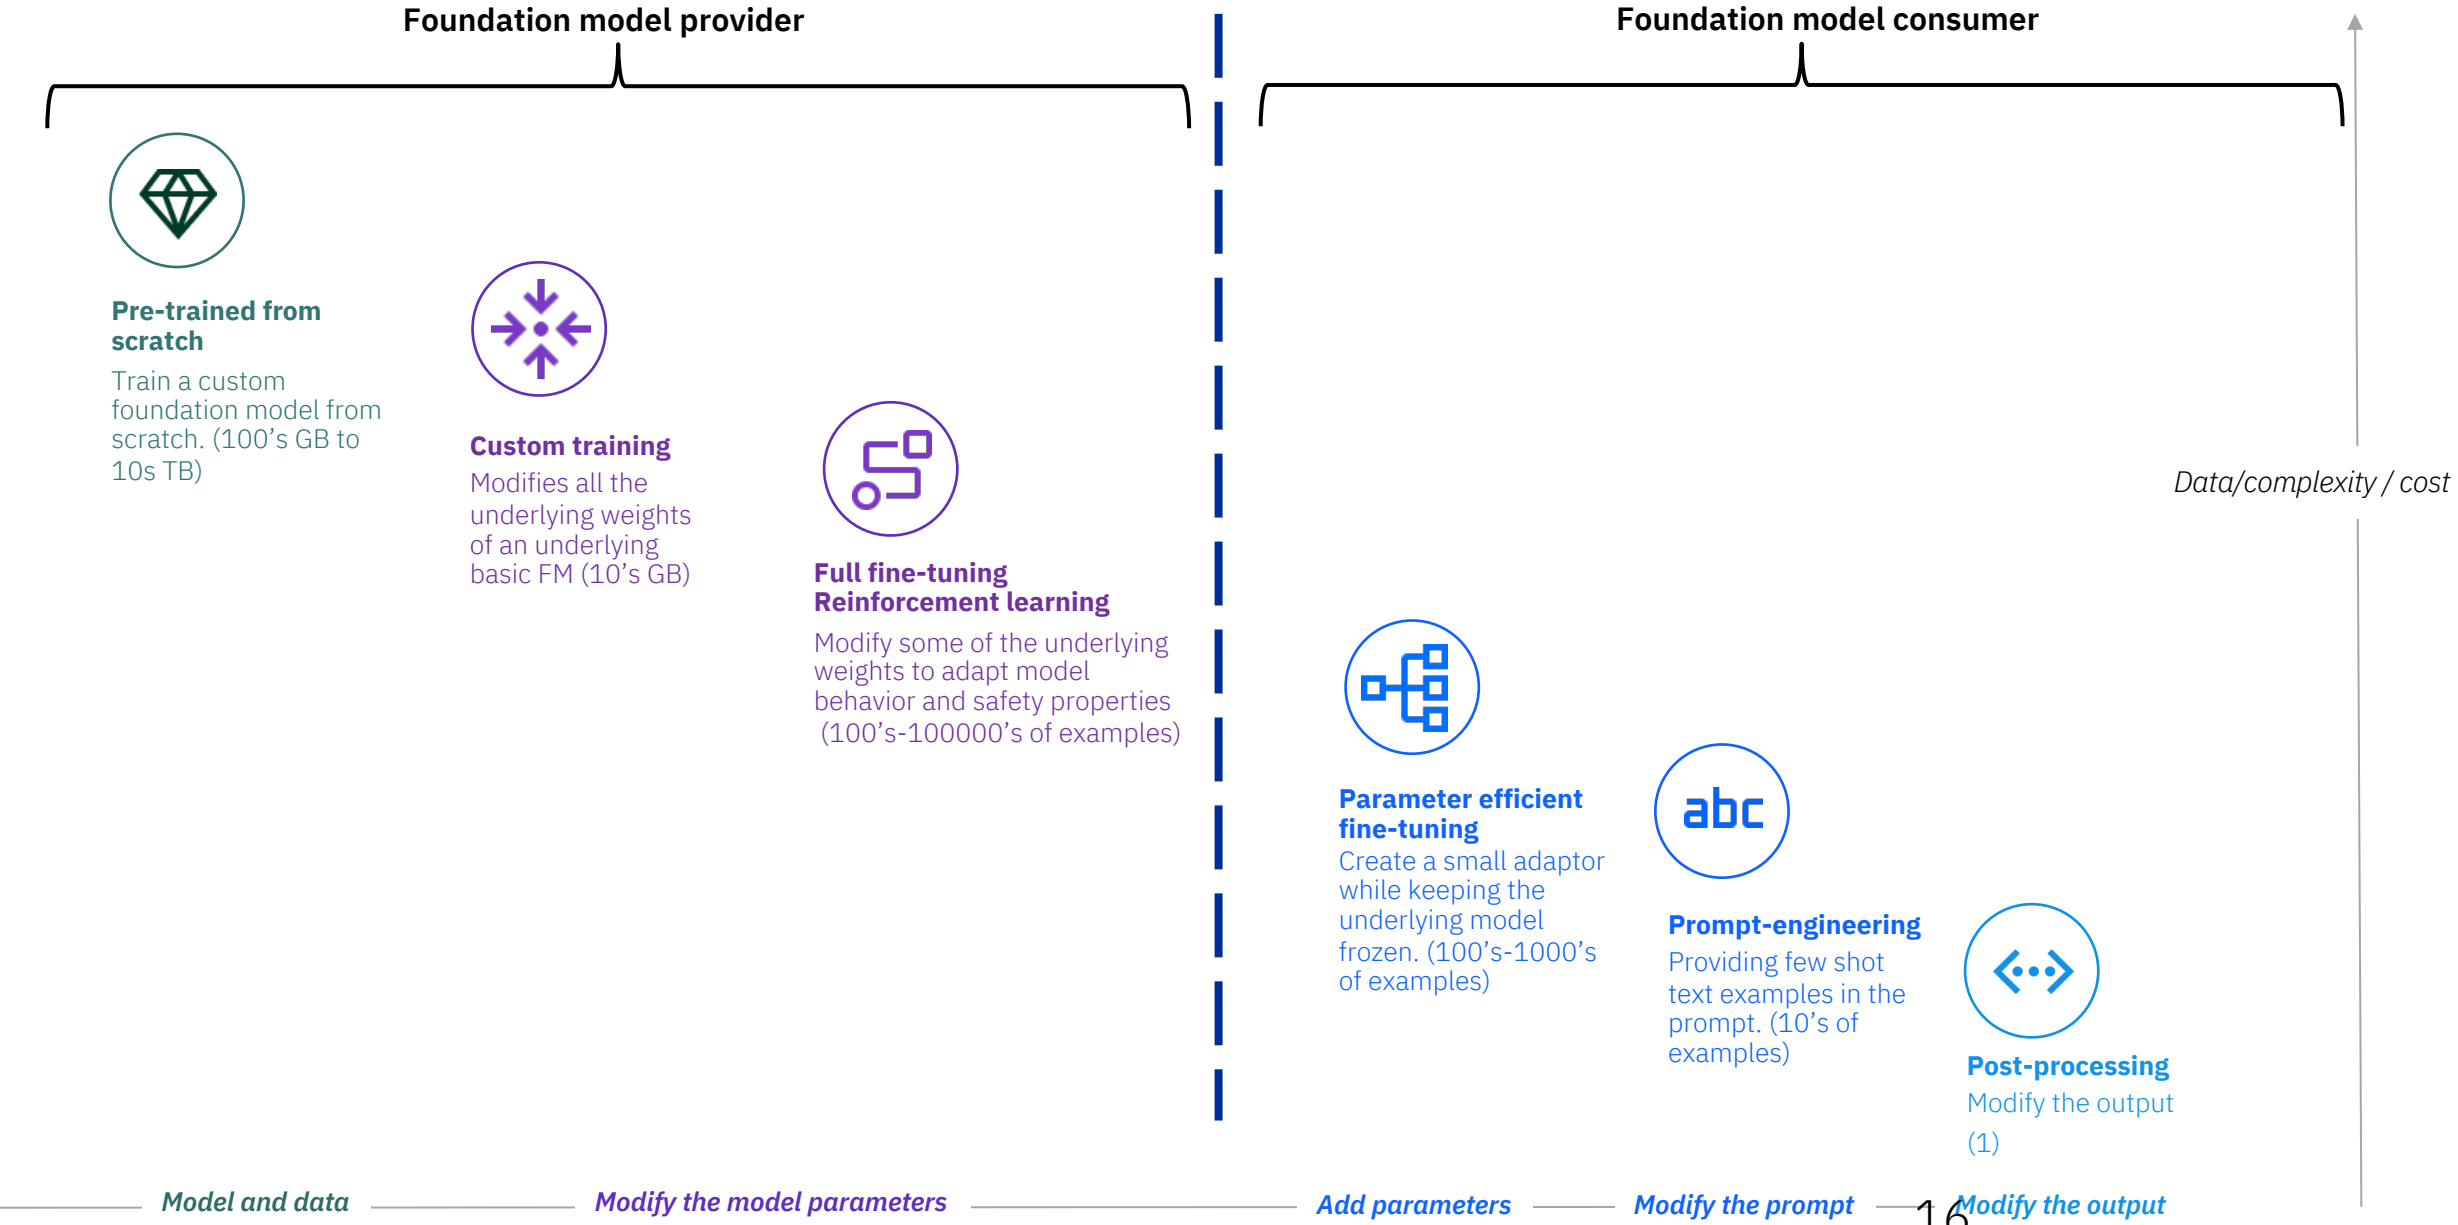 Foundation model provider
Foundation model consumer
Pre-trained from
scratch
Train a custom
foundation model from
scratch. (100’s GB to
10s TB)
Custom training
Modifies all the
underlying weights
of an underlying
basic FM (10’s GB)
Full fine-tuning
Reinforcement learning
Modify some of the underlying
weights to adapt model
behavior and safety properties
(100’s-100000’s of examples)
Data/complexity / cost
Parameter efficient
fine-tuning
Create a small adaptor
while keeping the
underlying model
frozen. (100’s-1000’s
of examples)
abc
Prompt-engineering
Providing few shot
text examples in the
prompt. (10’s of
examples)
Post-processing
Modify the output
(1)
Model and data
Modify the model parameters
Add parameters
Modify the prompt
16
Modify the output